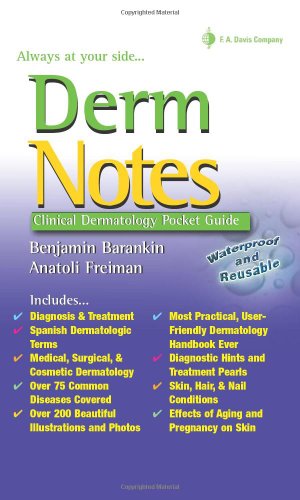 Always at your side...
F. A. Davis Company
Derm
Notes
Clinical Dermatology Pocket Guide
Benjamin Barankin
Anatoli Freiman
Waterproof
and
Reusable
Includes...
Diagnosis & Treatment
Spanish Dermatologic
Terms
Medical, Surgical, &
Cosmetic Dermatology
Over 75 Common
Diseases Covered
Over 200 Beautiful
Illustrations and Photos
Most Practical, User-
Friendly Dermatology
Handbook Ever
Diagnostic Hints and
Treatment Pearls
Skin, Hair, & Nail
Conditions
Effects of Aging and
Pregnancy on Skin